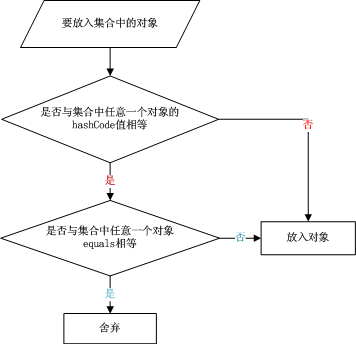 要放入集合中的对象
是否与集合中任意一个对象的
hashCode值相等
否
是
是否与集合中任意一个对象
equals相等
否
放入对象
是
舍弃